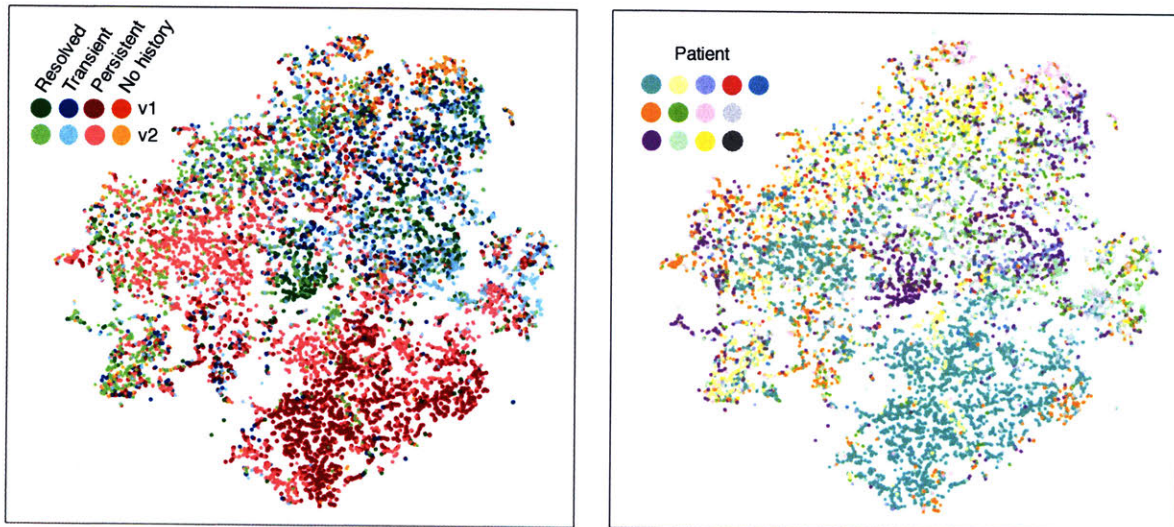 Resolved
Transient
Persistent
No history
v1
v2
Patient